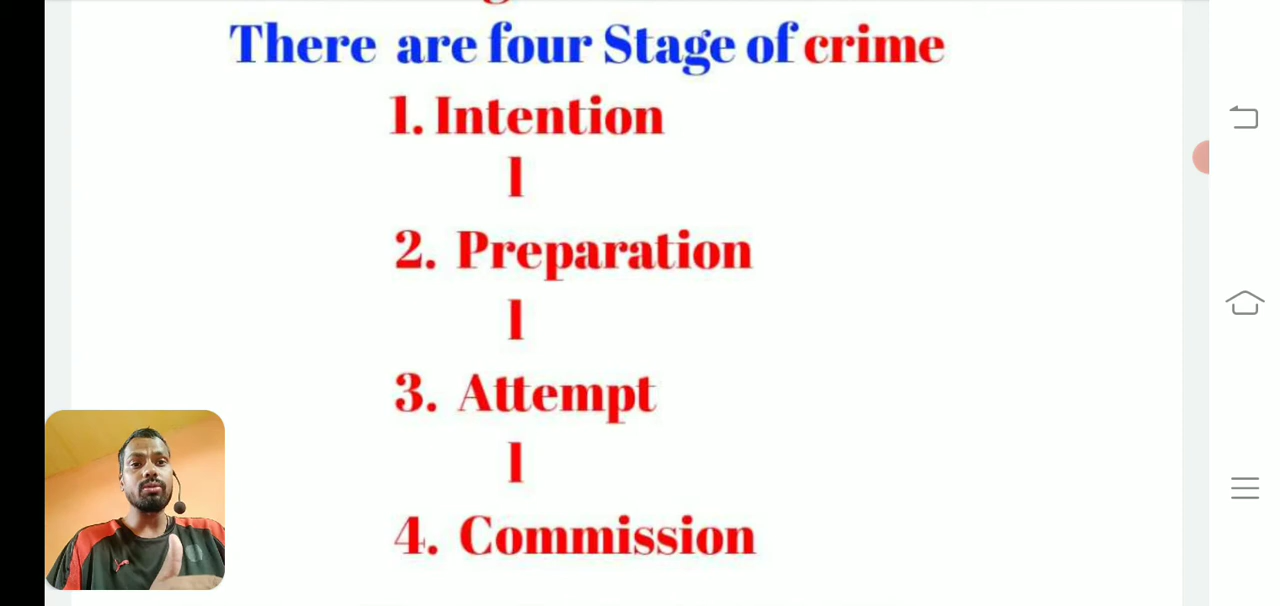 There are four Stage of crime
1. Intention
|
2. Preparation
|
3. Attempt
|
4. Commission